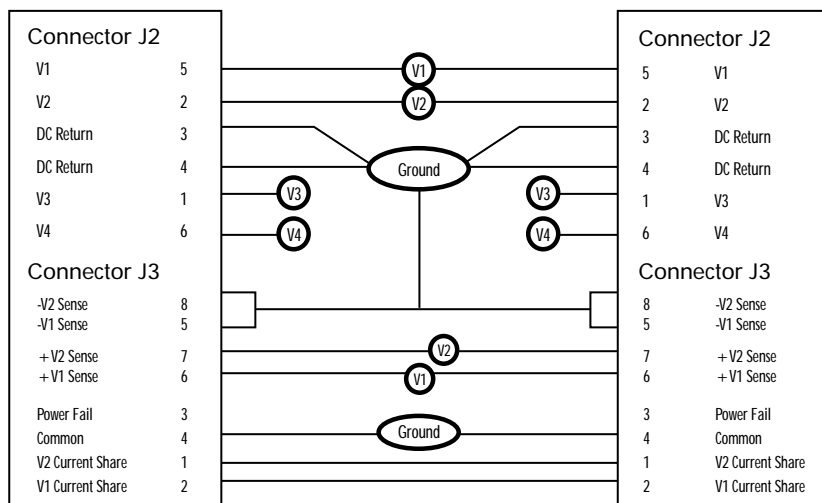 Connector J2
V1 5
V2 2
DC Return 3
DC Return 4
V3 1
V4 6
Connector J3
-V2 Sense 8
-V1 Sense 5
+V2 Sense 7
+V1 Sense 6
Power Fail 3
Common 4
V2 Current Share 1
V1 Current Share 2
V1
V2
Ground
V3
V3
V4
V4
V2
V1
Ground
Connector J2
5 V1
2 V2
3 DC Return
4 DC Return
1 V3
6 V4
Connector J3
8 -V2 Sense
5 -V1 Sense
7 +V2 Sense
6 +V1 Sense
3 Power Fail
4 Common
1 V2 Current Share
2 V1 Current Share